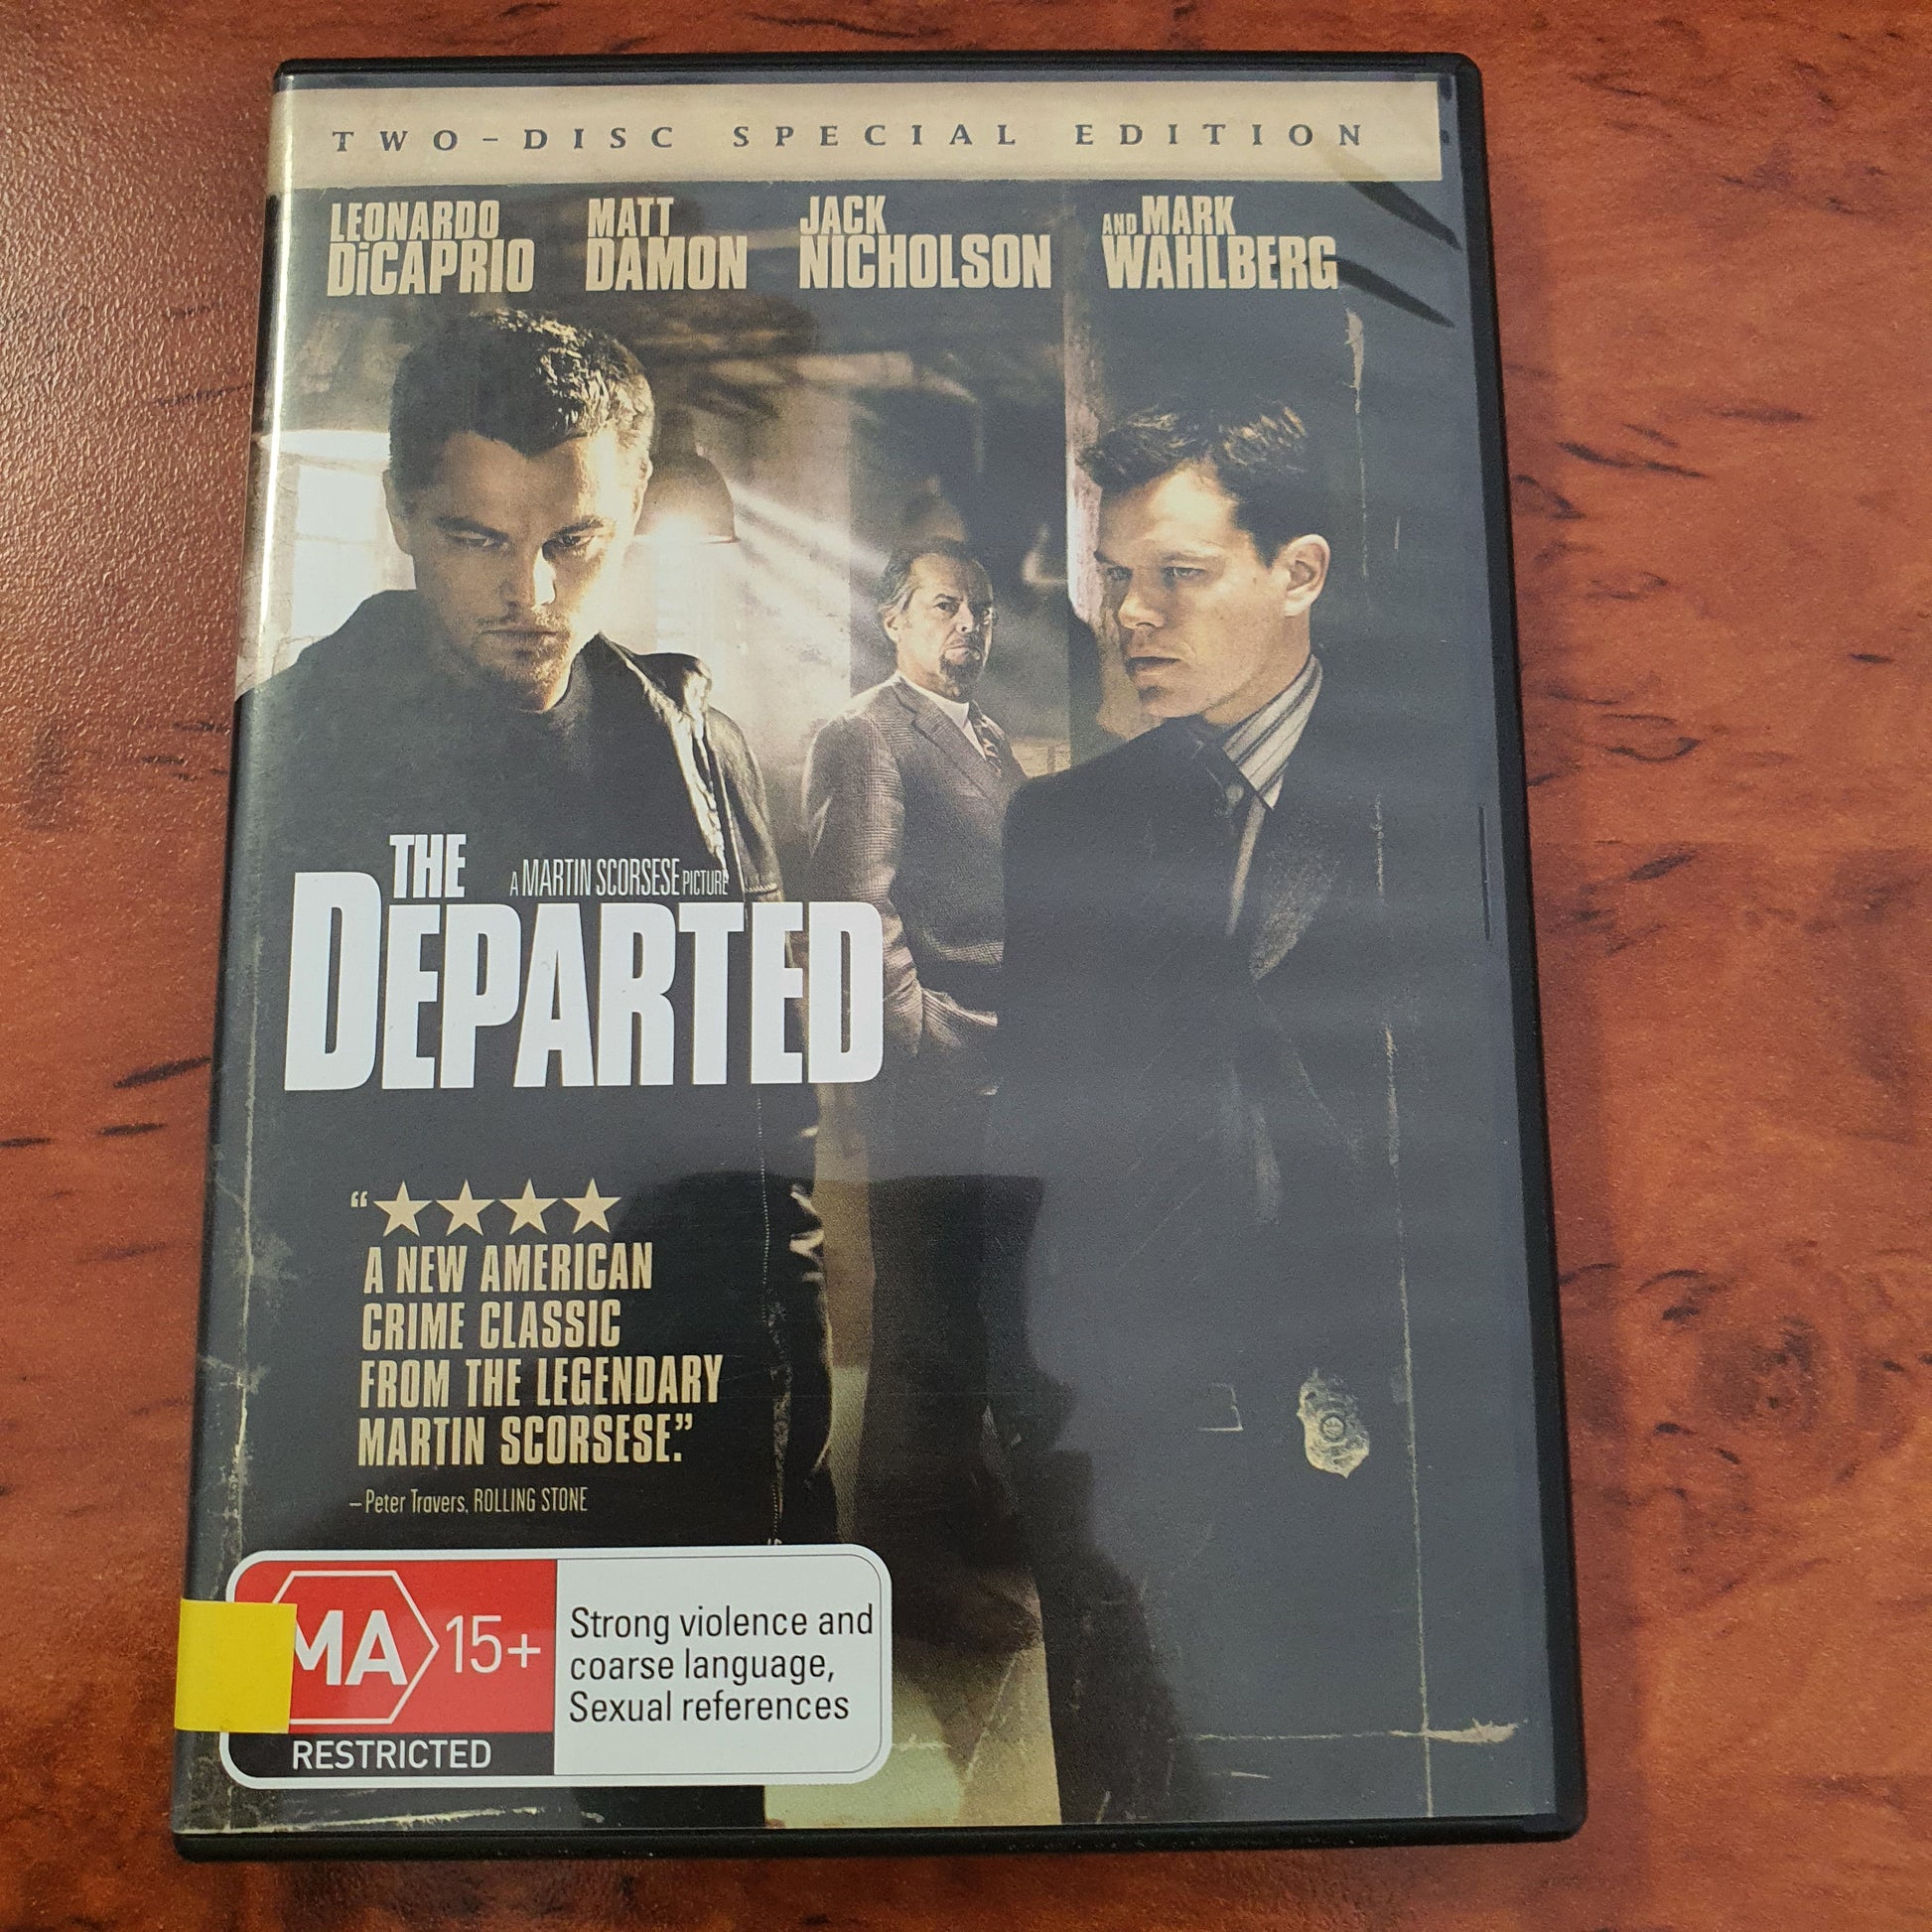 TWO-DISC SPECIAL EDITION
LEONARDO DiCAPRIO
MATT DAMON
JACK NICHOLSON
AND MARK WAHLBERG
THE
A MARTIN SCORSESE PICTURE
DEPARTED
“★★★★
A NEW AMERICAN
CRIME CLASSIC
FROM THE LEGENDARY
MARTIN SCORSESE.”
– Peter Travers, ROLLING STONE
MA 15+
RESTRICTED
Strong violence and
coarse language,
Sexual references